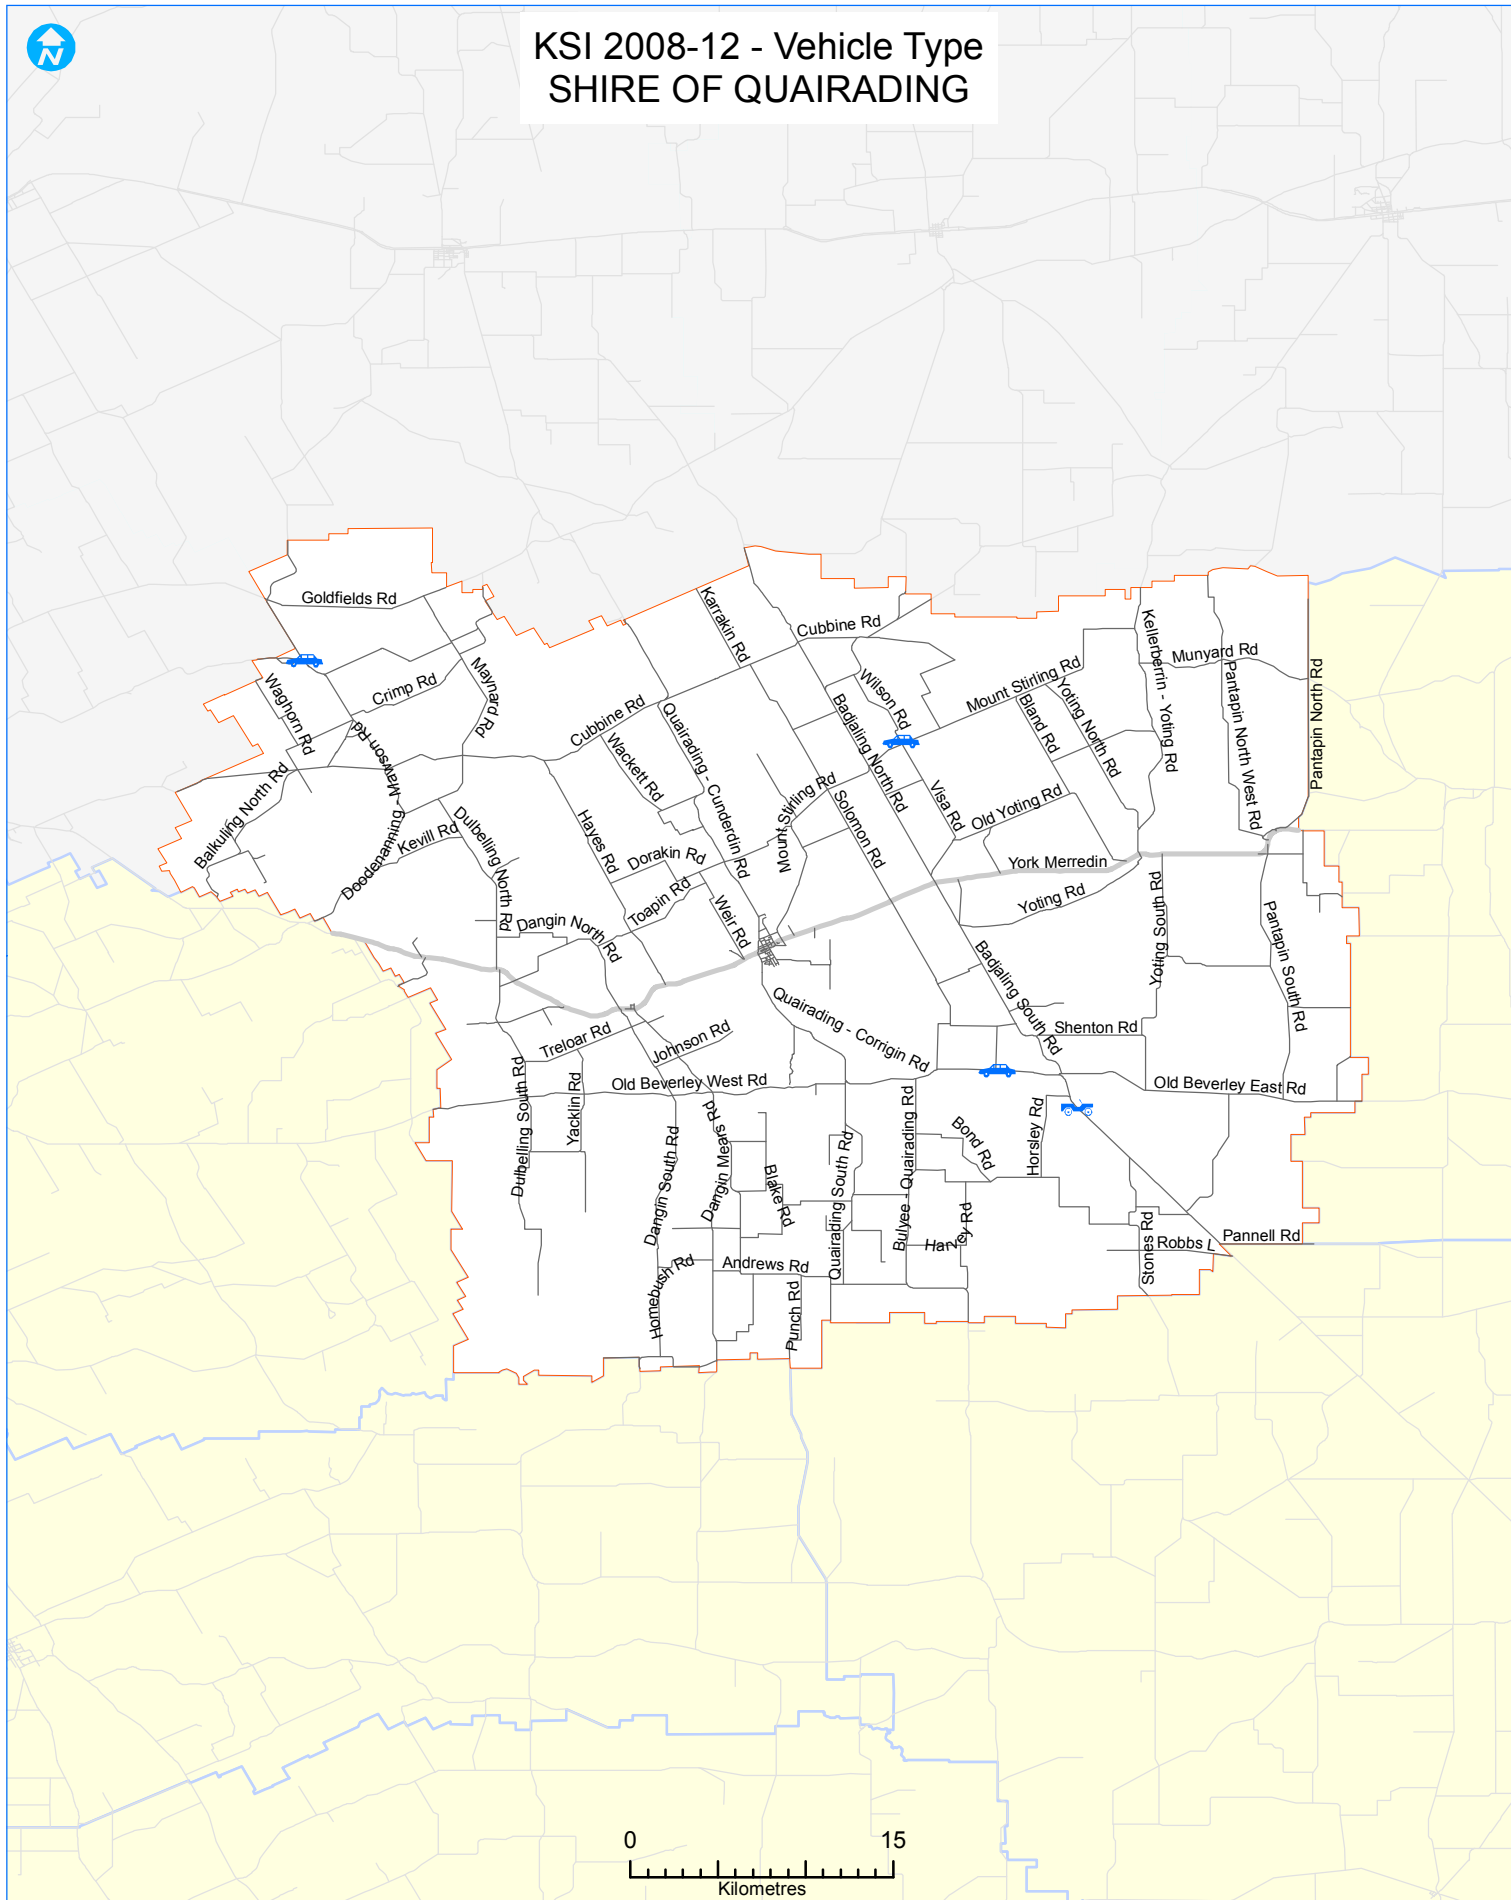 N
KSI 2008-12 - Vehicle Type
SHIRE OF QUAIRADING
Goldfields Rd
Karrakin Rd
Cubbine Rd
Kellerberrin - Yoting Rd
Munyard Rd
Pantapin North West Rd
Pantapin North Rd
Waghorn Rd
Crimp Rd
Maynard Rd
Wilson Rd
Mount Stirling Rd
Yoting North Rd
Bland Rd
Cubbine Rd
Quairading - Cunderdin Rd
Badjaling North Rd
Wackett Rd
Doodenanning - Mawson Rd
Balkuling North Rd
Kevill Rd
Dulbelling North Rd
Hayes Rd
Mount Stirling Rd
Solomon Rd
Visa Rd
Old Yoting Rd
Dorakin Rd
Toapin Rd
Weir Rd
York Merredin
Yoting Rd
Yoting South Rd
Dangin North Rd
Badjaling South Rd
Pantapin South Rd
Quairading - Corrigin Rd
Treloar Rd
Johnson Rd
Shenton Rd
Dulbelling South Rd
Yacklin Rd
Old Beverley West Rd
Old Beverley East Rd
Dangin South Rd
Dangin Mears Rd
Blake Rd
Quairading South Rd
Bulyee - Quairading Rd
Bond Rd
Horsley Rd
Harvey Rd
Stones Rd
Robbs L
Pannell Rd
Homebush Rd
Andrews Rd
Punch Rd
0 15
Kilometres